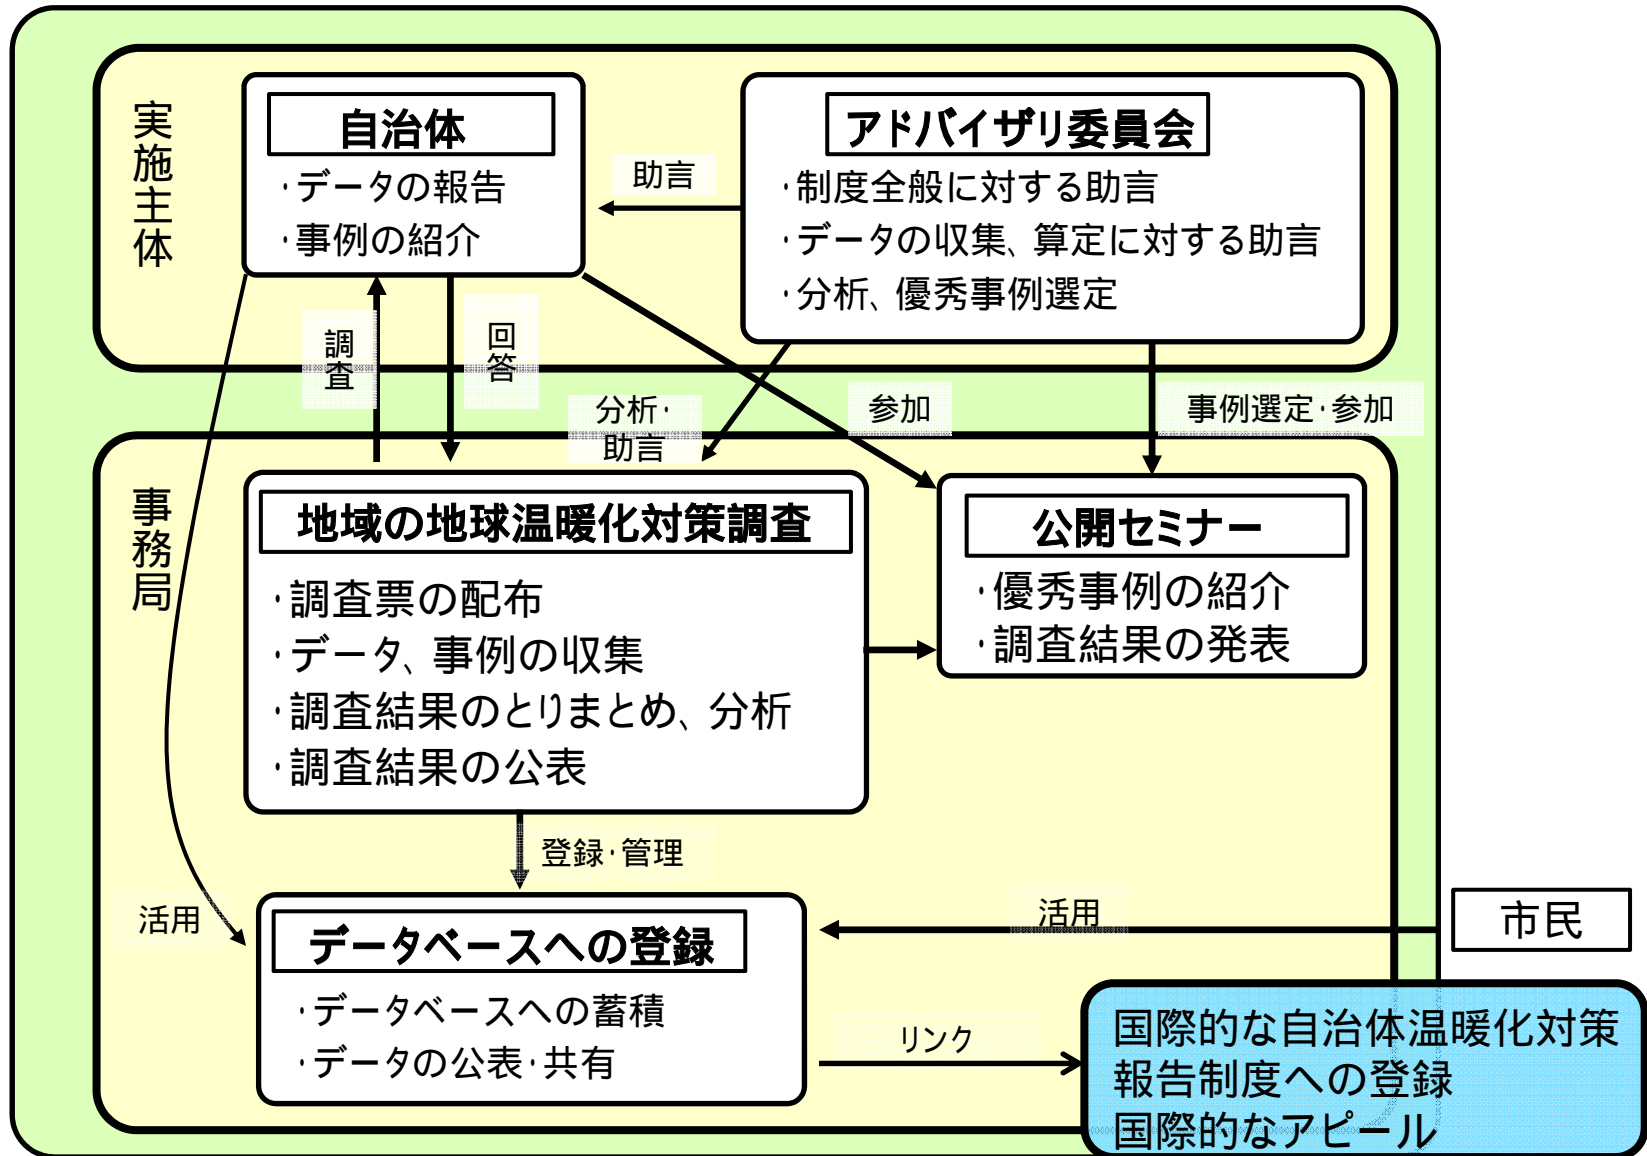 実施主体
自治体
・データの報告
・事例の紹介
助言
アドバイザリ委員会
・制度全般に対する助言
・データの収集、算定に対する助言
・分析、優秀事例選定
調査
回答
分析・
助言
参加
事例選定・参加
事務局
地域の地球温暖化対策調査
・調査票の配布
・データ、事例の収集
・調査結果のとりまとめ、分析
・調査結果の公表
公開セミナー
・優秀事例の紹介
・調査結果の発表
登録・管理
活用
データベースへの登録
・データベースへの蓄積
・データの公表・共有
活用
市民
リンク
国際的な自治体温暖化対策
報告制度への登録
国際的なアピール